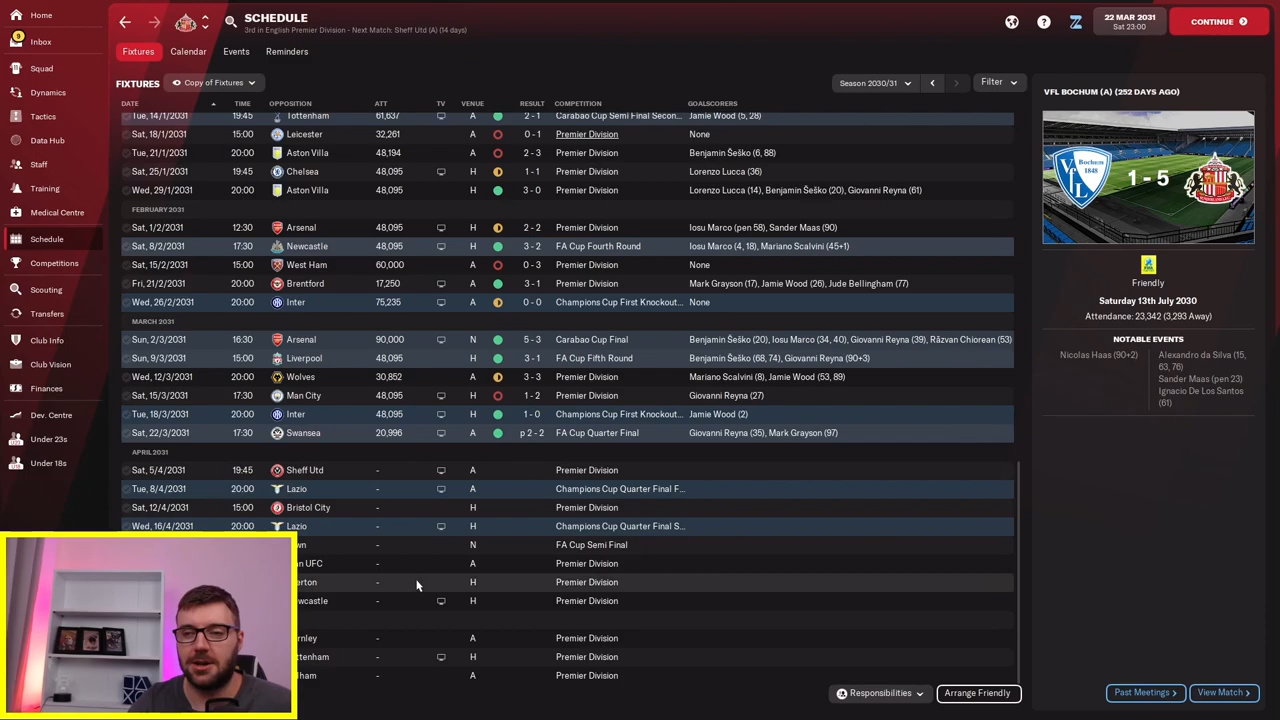 Home
9
Inbox
Squad
Dynamics
Tactics
Data Hub
Staff
Training
Medical Centre
Schedule
Competitions
Scouting
Transfers
Club Info
Club Vision
Finances
Dev. Centre
Under 23s
Under 18s
SCHEDULE
3rd in English Premier Division - Next Match: Sheff Utd (A) (14 days)
22 MAR 2031
Sat 23:00
CONTINUE
Fixtures Calendar Events Reminders
FIXTURES Copy of Fixtures Season 2030/31 Filter
DATE TIME OPPOSITION ATT TV VENUE RESULT COMPETITION GOALSCORERS
Tue, 14/1/2031 19:45 Tottenham 61,637 A 2 - 1 Carabao Cup Semi Final Secon... Jamie Wood (5, 28)
Sat, 18/1/2031 15:00 Leicester 32,261 A 0 - 1 Premier Division None
Tue, 21/1/2031 20:00 Aston Villa 48,194 A 2 - 3 Premier Division Benjamin Šeško (6, 88)
Sat, 25/1/2031 19:45 Chelsea 48,095 H 1 - 1 Premier Division Lorenzo Lucca (36)
Wed, 29/1/2031 20:00 Aston Villa 48,095 H 3 - 0 Premier Division Lorenzo Lucca (14), Benjamin Šeško (20), Giovanni Reyna (61)
FEBRUARY 2031
Sat, 1/2/2031 12:30 Arsenal 48,095 H 2 - 2 Premier Division Iosu Marco (pen 58), Sander Maas (90)
Sat, 8/2/2031 17:30 Newcastle 48,095 H 3 - 2 FA Cup Fourth Round Iosu Marco (4, 18), Mariano Scalvini (45+1)
Sat, 15/2/2031 15:00 West Ham 60,000 A 0 - 3 Premier Division None
Fri, 21/2/2031 20:00 Brentford 17,250 A 3 - 1 Premier Division Mark Grayson (17), Jamie Wood (26), Jude Bellingham (77)
Wed, 26/2/2031 20:00 Inter 75,235 A 0 - 0 Champions Cup First Knockout... None
MARCH 2031
Sun, 2/3/2031 16:30 Arsenal 90,000 N 5 - 3 Carabao Cup Final Benjamin Šeško (20), Iosu Marco (34, 40), Giovanni Reyna (39), Răzvan Chiorean (53)
Sun, 9/3/2031 15:00 Liverpool 48,095 H 3 - 1 FA Cup Fifth Round Benjamin Šeško (68, 74), Giovanni Reyna (90+3)
Wed, 12/3/2031 20:00 Wolves 30,852 A 3 - 3 Premier Division Mariano Scalvini (8), Jamie Wood (53, 89)
Sat, 15/3/2031 17:30 Man City 48,095 H 1 - 2 Premier Division Giovanni Reyna (27)
Tue, 18/3/2031 20:00 Inter 48,095 H 1 - 0 Champions Cup First Knockout... Jamie Wood (2)
Sat, 22/3/2031 17:30 Swansea 20,996 A p 2 - 2 FA Cup Quarter Final Giovanni Reyna (35), Mark Grayson (97)
APRIL 2031
Sat, 5/4/2031 19:45 Sheff Utd - A Premier Division
Tue, 8/4/2031 20:00 Lazio - A Champions Cup Quarter Final F...
Sat, 12/4/2031 15:00 Bristol City - H Premier Division
Wed, 16/4/2031 20:00 Lazio - H Champions Cup Quarter Final S...
wn - N FA Cup Semi Final
n UFC - A Premier Division
erton - H Premier Division
wcastle - H Premier Division
rnley - A Premier Division
ttenham - H Premier Division
lham - A Premier Division
Responsibilities Arrange Friendly
VFL BOCHUM (A) (252 DAYS AGO)
VfL Bochum 1848 1 - 5
Friendly
Saturday 13th July 2030
Attendance: 23,342 (3,293 Away)
NOTABLE EVENTS
Nicolas Haas (90+2)
Alexandro da Silva (15, 63, 76)
Sander Maas (pen 23)
Ignacio De Los Santos (61)
Past Meetings View Match